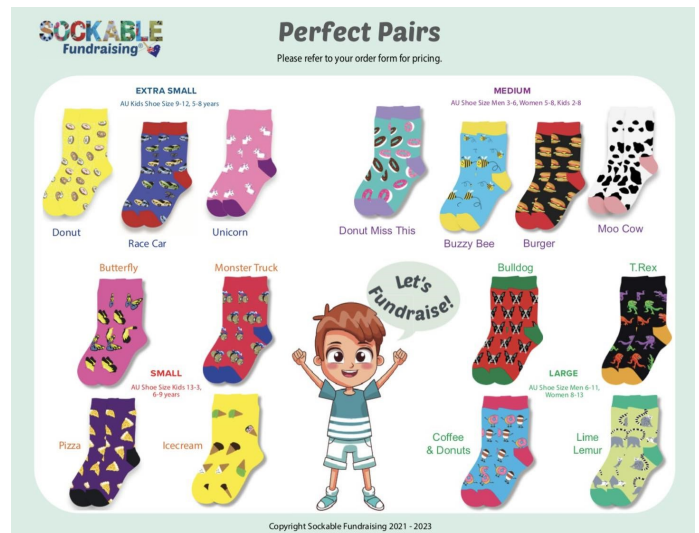 SOCKABLE
Fundraising
Perfect Pairs
Please refer to your order form for pricing.
EXTRA SMALL
AU Kids Shoe Size 9-12, 5-8 years
Donut
Race Car
Unicorn
MEDIUM
AU Shoe Size Men 3-6, Women 5-8, Kids 2-8
Donut Miss This
Buzzy Bee
Burger
Moo Cow
Butterfly
Monster Truck
SMALL
AU Shoe Size Kids 13-3,
6-9 years
Pizza
Icecream
Let's
Fundraise!
Bulldog
T.Rex
LARGE
AU Shoe Size Men 6-11,
Women 8-13
Coffee
& Donuts
Lime
Lemur
Copyright Sockable Fundraising 2021 - 2023